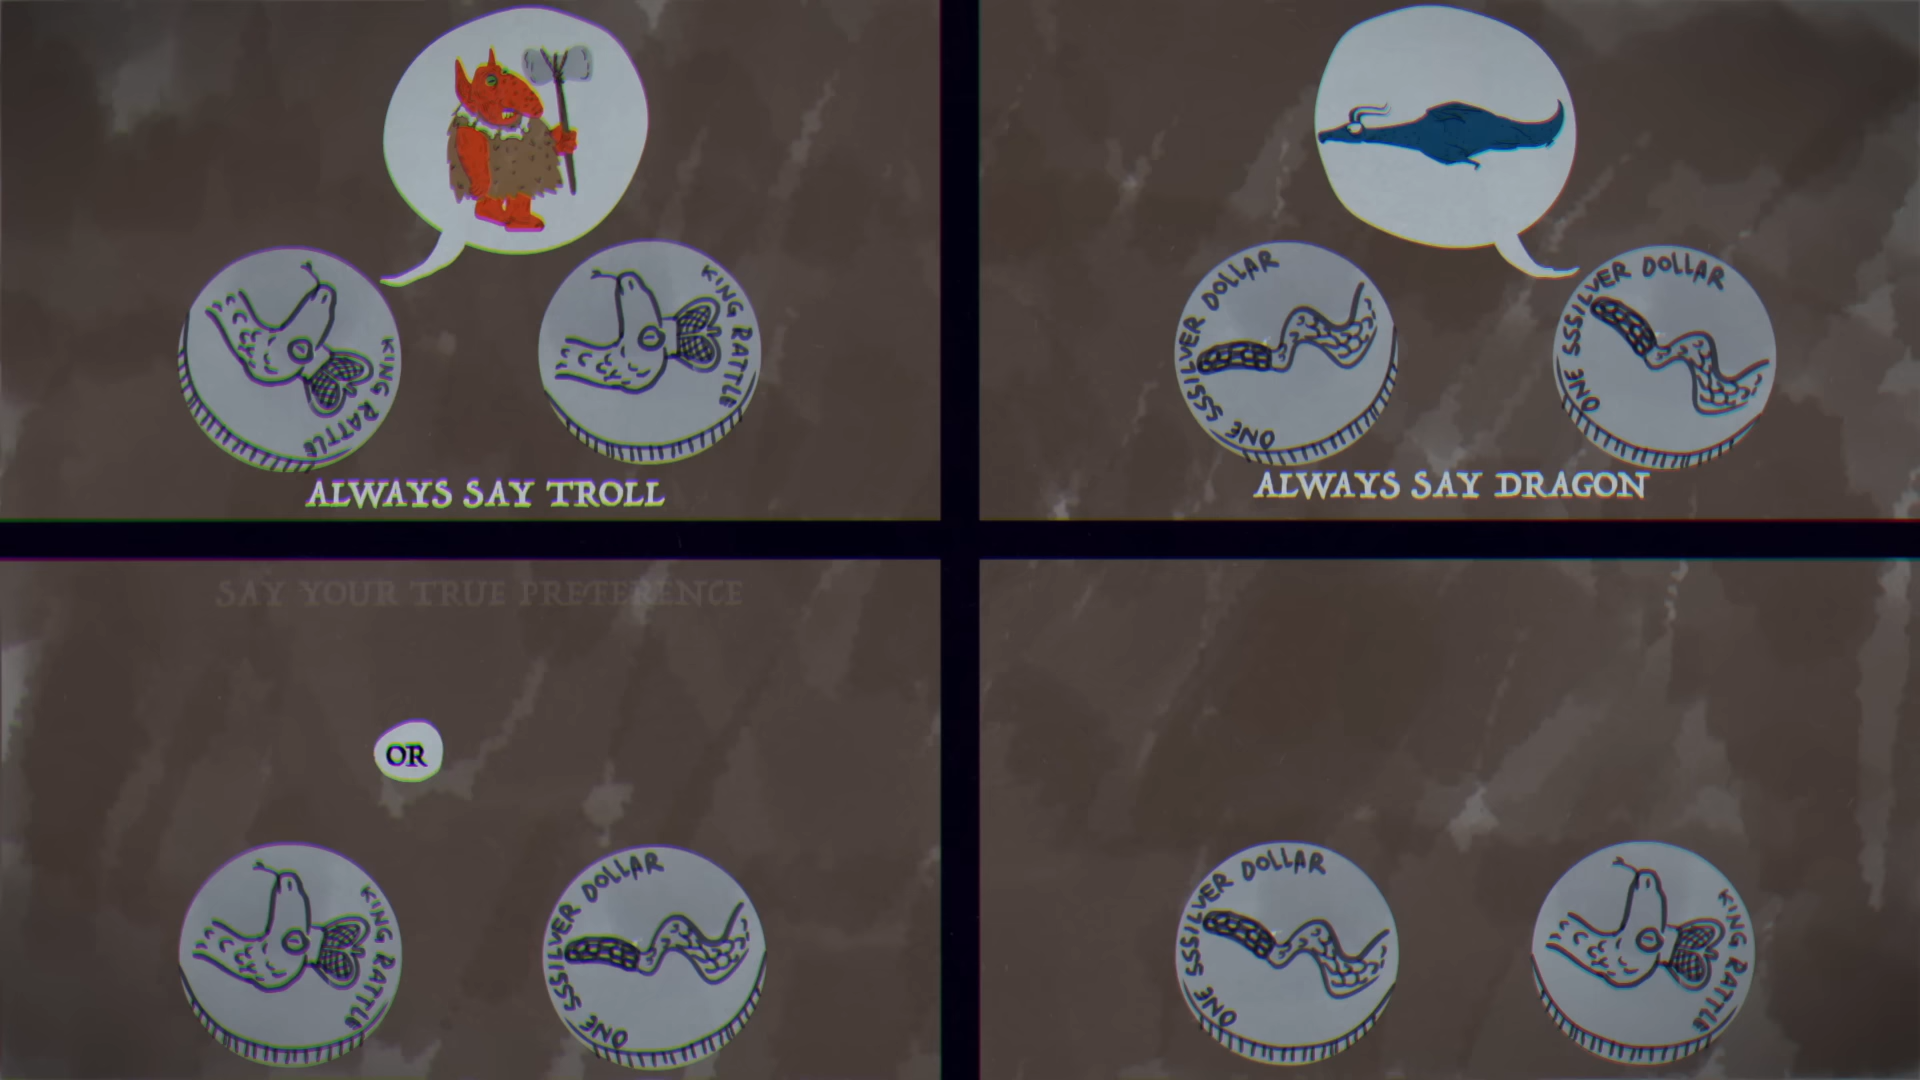 KING RATTLE
KING RATTLE
ALWAYS SAY TROLL
ONE SSSILVER DOLLAR
ONE SSSILVER DOLLAR
ALWAYS SAY DRAGON
SAY YOUR TRUE PREFERENCE
OR
KING RATTLE
ONE SSSILVER DOLLAR
ONE SSSILVER DOLLAR
KING RATTLE